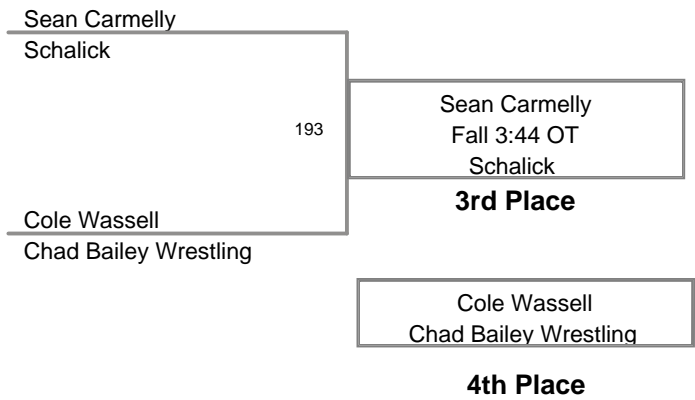 Sean Carmelly
Schalick
193
Sean Carmelly
Fall 3:44 OT
Schalick
3rd Place
Cole Wassell
Chad Bailey Wrestling
Cole Wassell
Chad Bailey Wrestling
4th Place